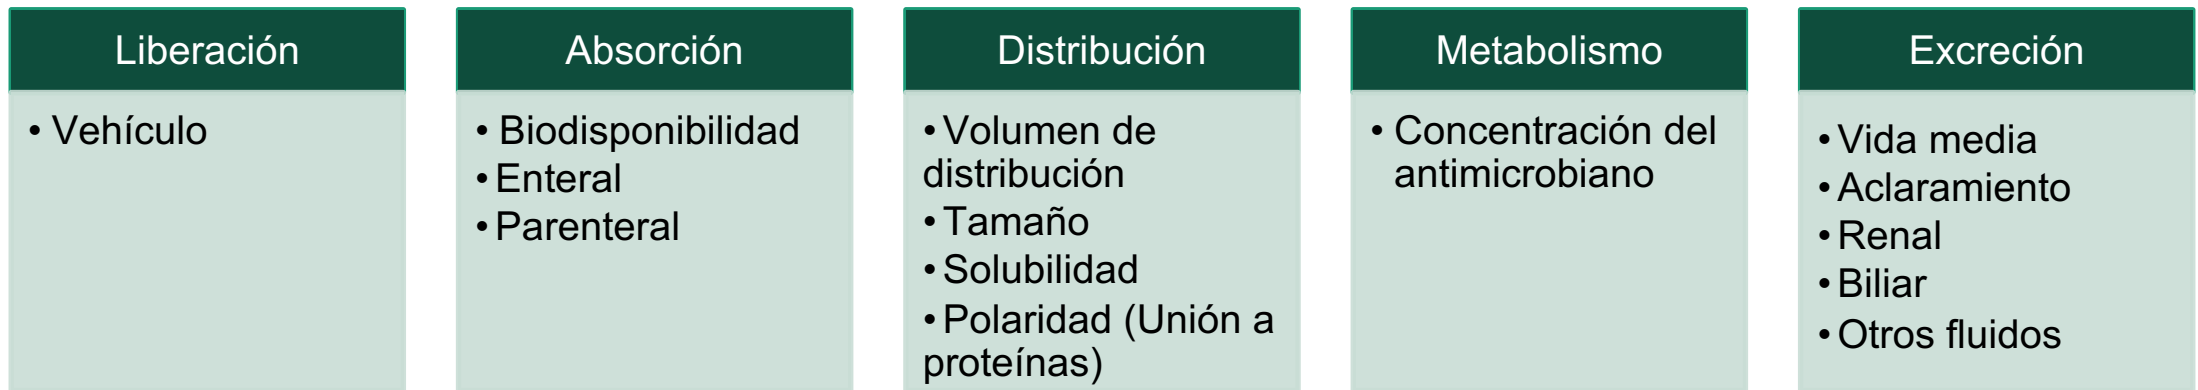 Liberación
• Vehículo
Absorción
• Biodisponibilidad
• Enteral
• Parenteral
Distribución
• Volumen de
distribución
• Tamaño
• Solubilidad
• Polaridad (Unión a
proteínas)
Metabolismo
• Concentración del
antimicrobiano
Excreción
• Vida media
• Aclaramiento
• Renal
• Biliar
• Otros fluidos